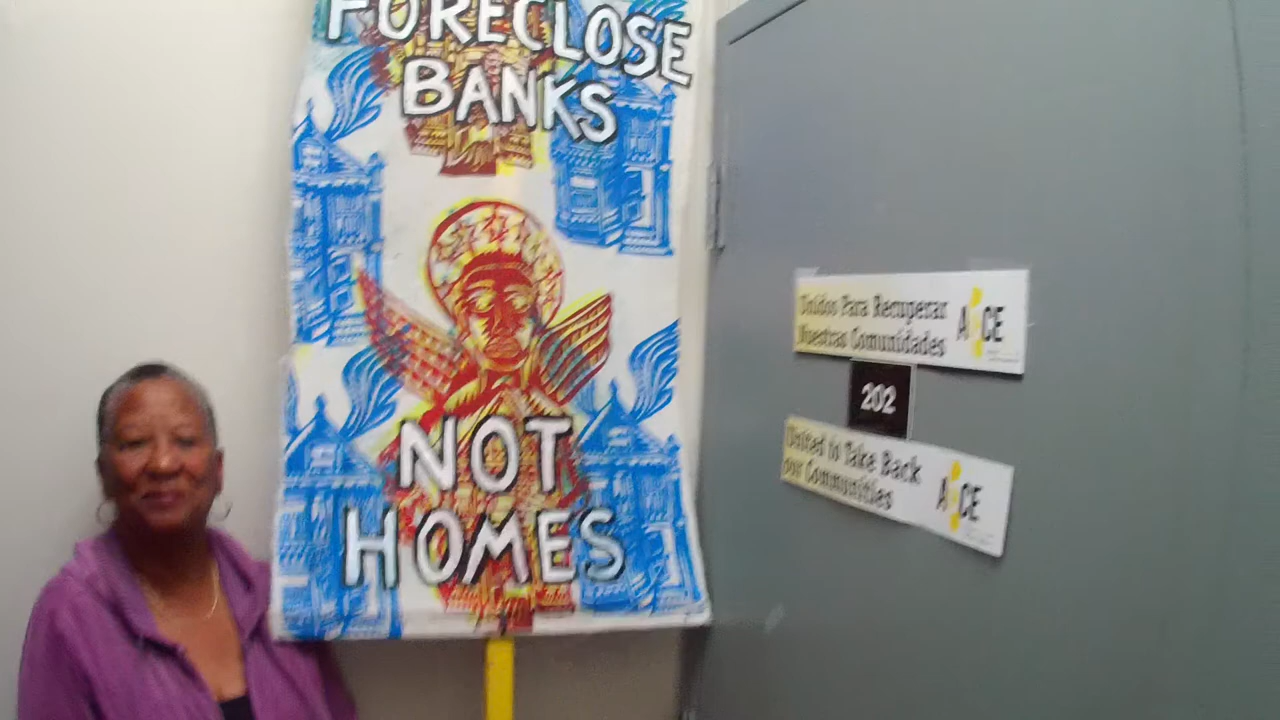 FORECLOSE
BANKS
NOT
HOMES
Unidos Para Recuperar
Nuestras Comunidades
ACCE
202
United to Take Back
our Communities
ACCE